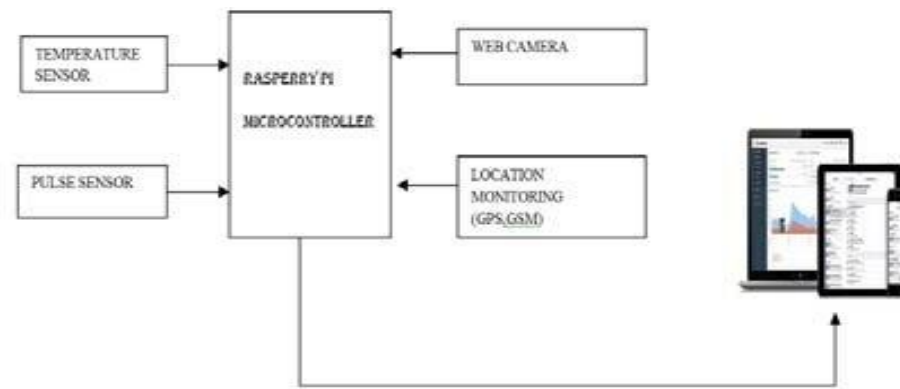 TEMPERATURE
SENSOR
PULSE SENSOR
RASPERRY PI
MICROCONTROLLER
WEB CAMERA
LOCATION
MONITORING
(GPS,GSM)